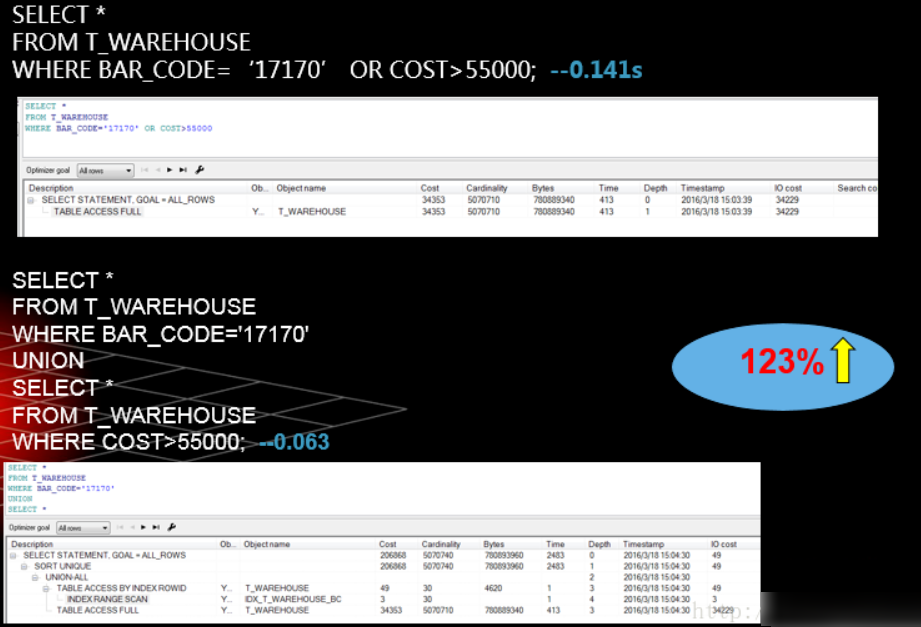 SELECT *
FROM T_WAREHOUSE
WHERE BAR_CODE= ‘17170’ OR COST>55000; --0.141s
SELECT *
FROM T_WAREHOUSE
WHERE BAR_CODE='17170' OR COST>55000
Optimizer goal All rows
Description Ob... Object name Cost Cardinality Bytes Time Depth Timestamp IO cost Search co
SELECT STATEMENT, GOAL = ALL_ROWS 34353 5070710 780889340 413 0 2016/3/18 15:03:39 34229
TABLE ACCESS FULL Y... T_WAREHOUSE 34353 5070710 780889340 413 1 2016/3/18 15:03:39 34229
SELECT *
FROM T_WAREHOUSE
WHERE BAR_CODE='17170'
UNION
SELECT *
FROM T_WAREHOUSE
WHERE COST>55000; --0.063
123%
SELECT *
FROM T_WAREHOUSE
WHERE BAR_CODE='17170'
UNION
SELECT *
Optimizer goal All rows
Description Ob... Object name Cost Cardinality Bytes Time Depth Timestamp IO cost
SELECT STATEMENT, GOAL = ALL_ROWS 206868 5070740 780893960 2483 0 2016/3/18 15:04:30 49
SORT UNIQUE 206868 5070740 780893960 2483 1 2016/3/18 15:04:30 49
UNION-ALL 2 2016/3/18 15:04:30 49
TABLE ACCESS BY INDEX ROWID Y... T_WAREHOUSE 49 30 4620 1 3 2016/3/18 15:04:30 49
INDEX RANGE SCAN Y... IDX_T_WAREHOUSE_BC 3 30 1 4 2016/3/18 15:04:30 3
TABLE ACCESS FULL Y... T_WAREHOUSE 34353 5070710 780889340 413 3 2016/3/18 15:04:30 34229
http:/